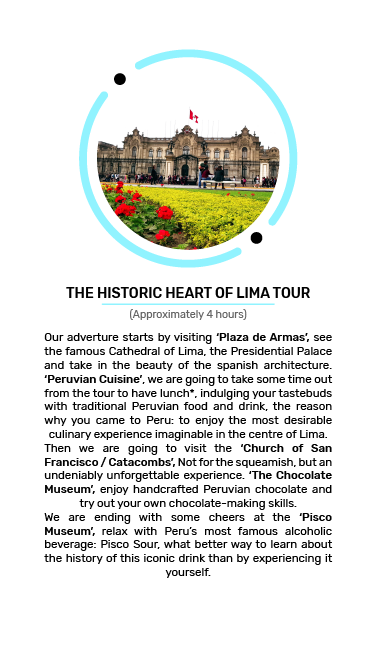 THE HISTORIC HEART OF LIMA TOUR
(Approximately 4 hours)
Our adverture starts by visiting ‘Plaza de Armas’, see
the famous Cathedral of Lima, the Presidential Palace
and take in the beauty of the spanish architecture.
‘Peruvian Cuisine’, we are going to take some time out
from the tour to have lunch*, indulging your tastebuds
with traditional Peruvian food and drink, the reason
why you came to Peru: to enjoy the most desirable
culinary experience imaginable in the centre of Lima.
Then we are going to visit the ‘Church of San
Francisco / Catacombs’, Not for the squeamish, but an
undeniably unforgettable experience. ‘The Chocolate
Museum’, enjoy handcrafted Peruvian chocolate and
try out your own chocolate-making skills.
We are ending with some cheers at the ‘Pisco
Museum’, relax with Peru’s most famous alcoholic
beverage: Pisco Sour, what better way to learn about
the history of this iconic drink than by experiencing it
yourself.